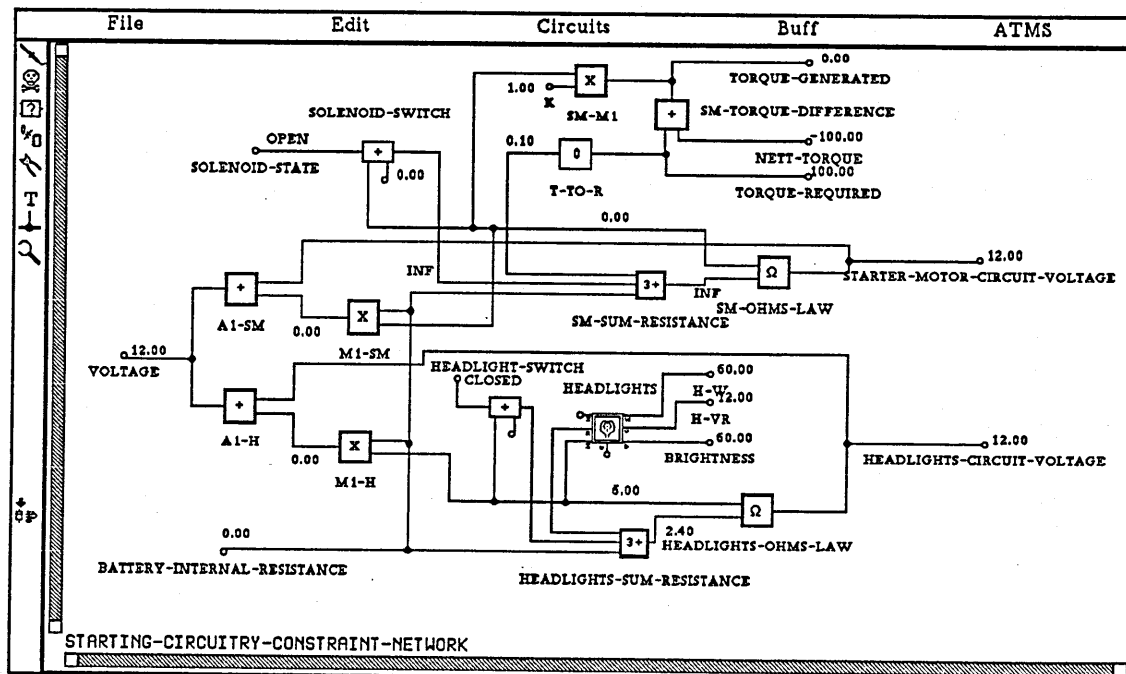 File Edit Circuits Buff ATMS
0.00
TORQUE-GENERATED
X
1.00
K
SM-M1
SOLENOID-SWITCH
+
SM-TORQUE-DIFFERENCE
OPEN
SOLENOID-STATE
+
0.00
0.10
0
T-TO-R
-100.00
NETT-TORQUE
100.00
TORQUE-REQUIRED
T
0.00
12.00
STARTER-MOTOR-CIRCUIT-VOLTAGE
INF
3+
INF
Ω
SM-OHMS-LAW
SM-SUM-RESISTANCE
+
A1-SM
0.00
X
M1-SM
12.00
VOLTAGE
HEADLIGHT-SWITCH
CLOSED
HEADLIGHTS
60.00
H-W
12.00
H-VR
+
A1-H
+
60.00
BRIGHTNESS
12.00
HEADLIGHTS-CIRCUIT-VOLTAGE
0.00
X
M1-H
6.00
Ω
2.40
HEADLIGHTS-OHMS-LAW
0.00
BATTERY-INTERNAL-RESISTANCE
3+
HEADLIGHTS-SUM-RESISTANCE
STARTING-CIRCUITRY-CONSTRAINT-NETWORK